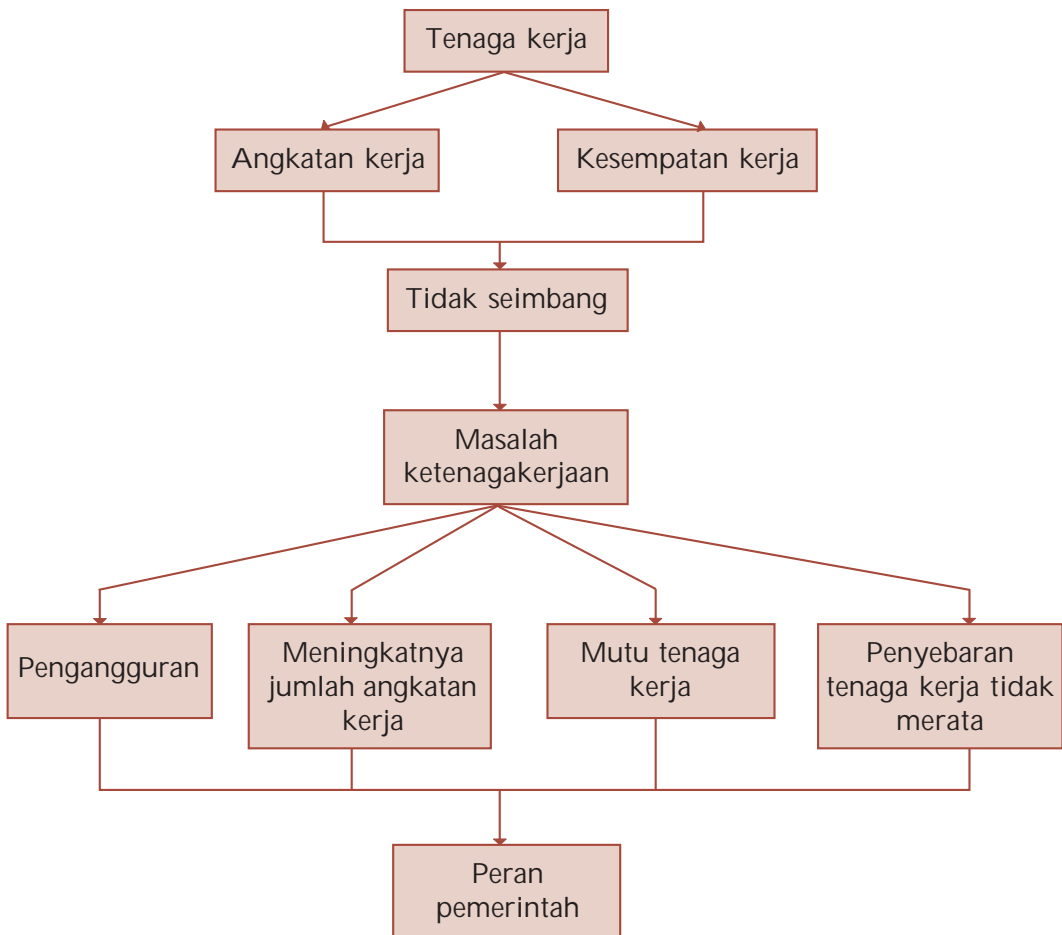 Tenaga kerja
Angkatan kerja
Kesempatan kerja
Tidak seimbang
Masalah
ketenagakerjaan
Pengangguran
Meningkatnya
jumlah angkatan
kerja
Mutu tenaga
kerja
Penyebaran
tenaga kerja tidak
merata
Peran
pemerintah